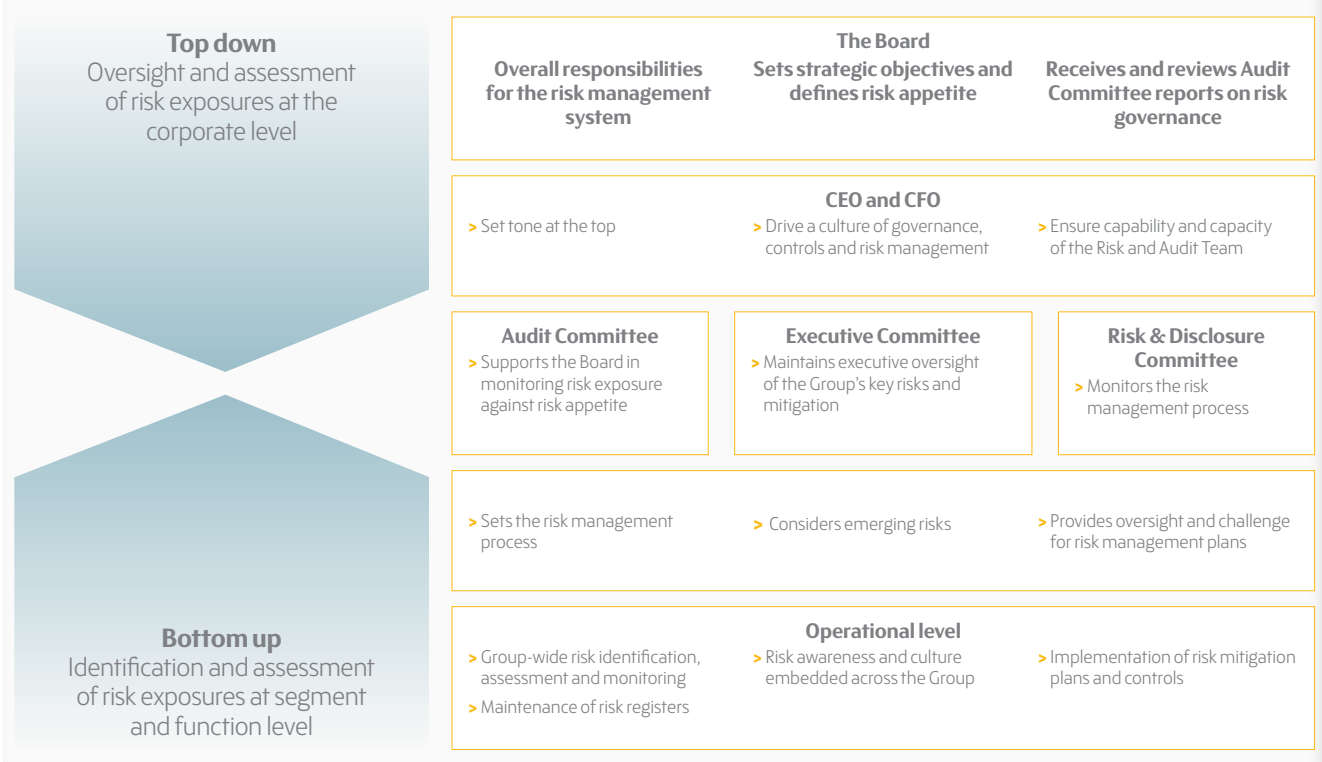 Top down
Oversight and assessment
of risk exposures at the
corporate level
The Board
Overall responsibilities
for the risk management
system
Sets strategic objectives and
defines risk appetite
Receives and reviews Audit
Committee reports on risk
governance
CEO and CFO
> Set tone at the top
> Drive a culture of governance,
controls and risk management
> Ensure capability and capacity
of the Risk and Audit Team
Audit Committee
> Supports the Board in
monitoring risk exposure
against risk appetite
Executive Committee
> Maintains executive oversight
of the Group's key risks and
mitigation
Risk & Disclosure
Committee
> Monitors the risk
management process
> Sets the risk management
process
> Considers emerging risks
> Provides oversight and challenge
for risk management plans
Bottom up
Identification and assessment
of risk exposures at segment
and function level
Operational level
> Group-wide risk identification,
assessment and monitoring
> Maintenance of risk registers
> Risk awareness and culture
embedded across the Group
> Implementation of risk mitigation
plans and controls